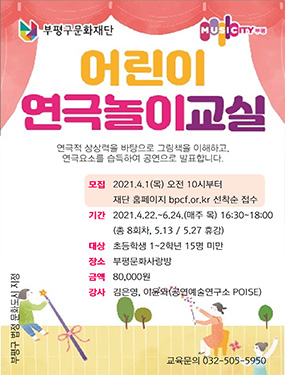 부평구문화재단
MUSICITY 부평
어린이
연극놀이교실
연극적 상상력을 바탕으로 그림책을 이해하고,
연극요소를 습득하여 공연으로 발표합니다.
모집 2021.4.1(목) 오전 10시부터
재단 홈페이지 bpcf.or.kr 선착순 접수
기간 2021.4.22.~6.24.(매주 목) 16:30~18:00
(총 8회차, 5.13 / 5.27 휴강)
대상 초등학생 1~2학년 15명 미만
장소 부평문화사랑방
금액 80,000원
강사 김은영, (공연예술연구소 POISE)
부평구 법정 문화도시 지정
교육문의 032-505-5950